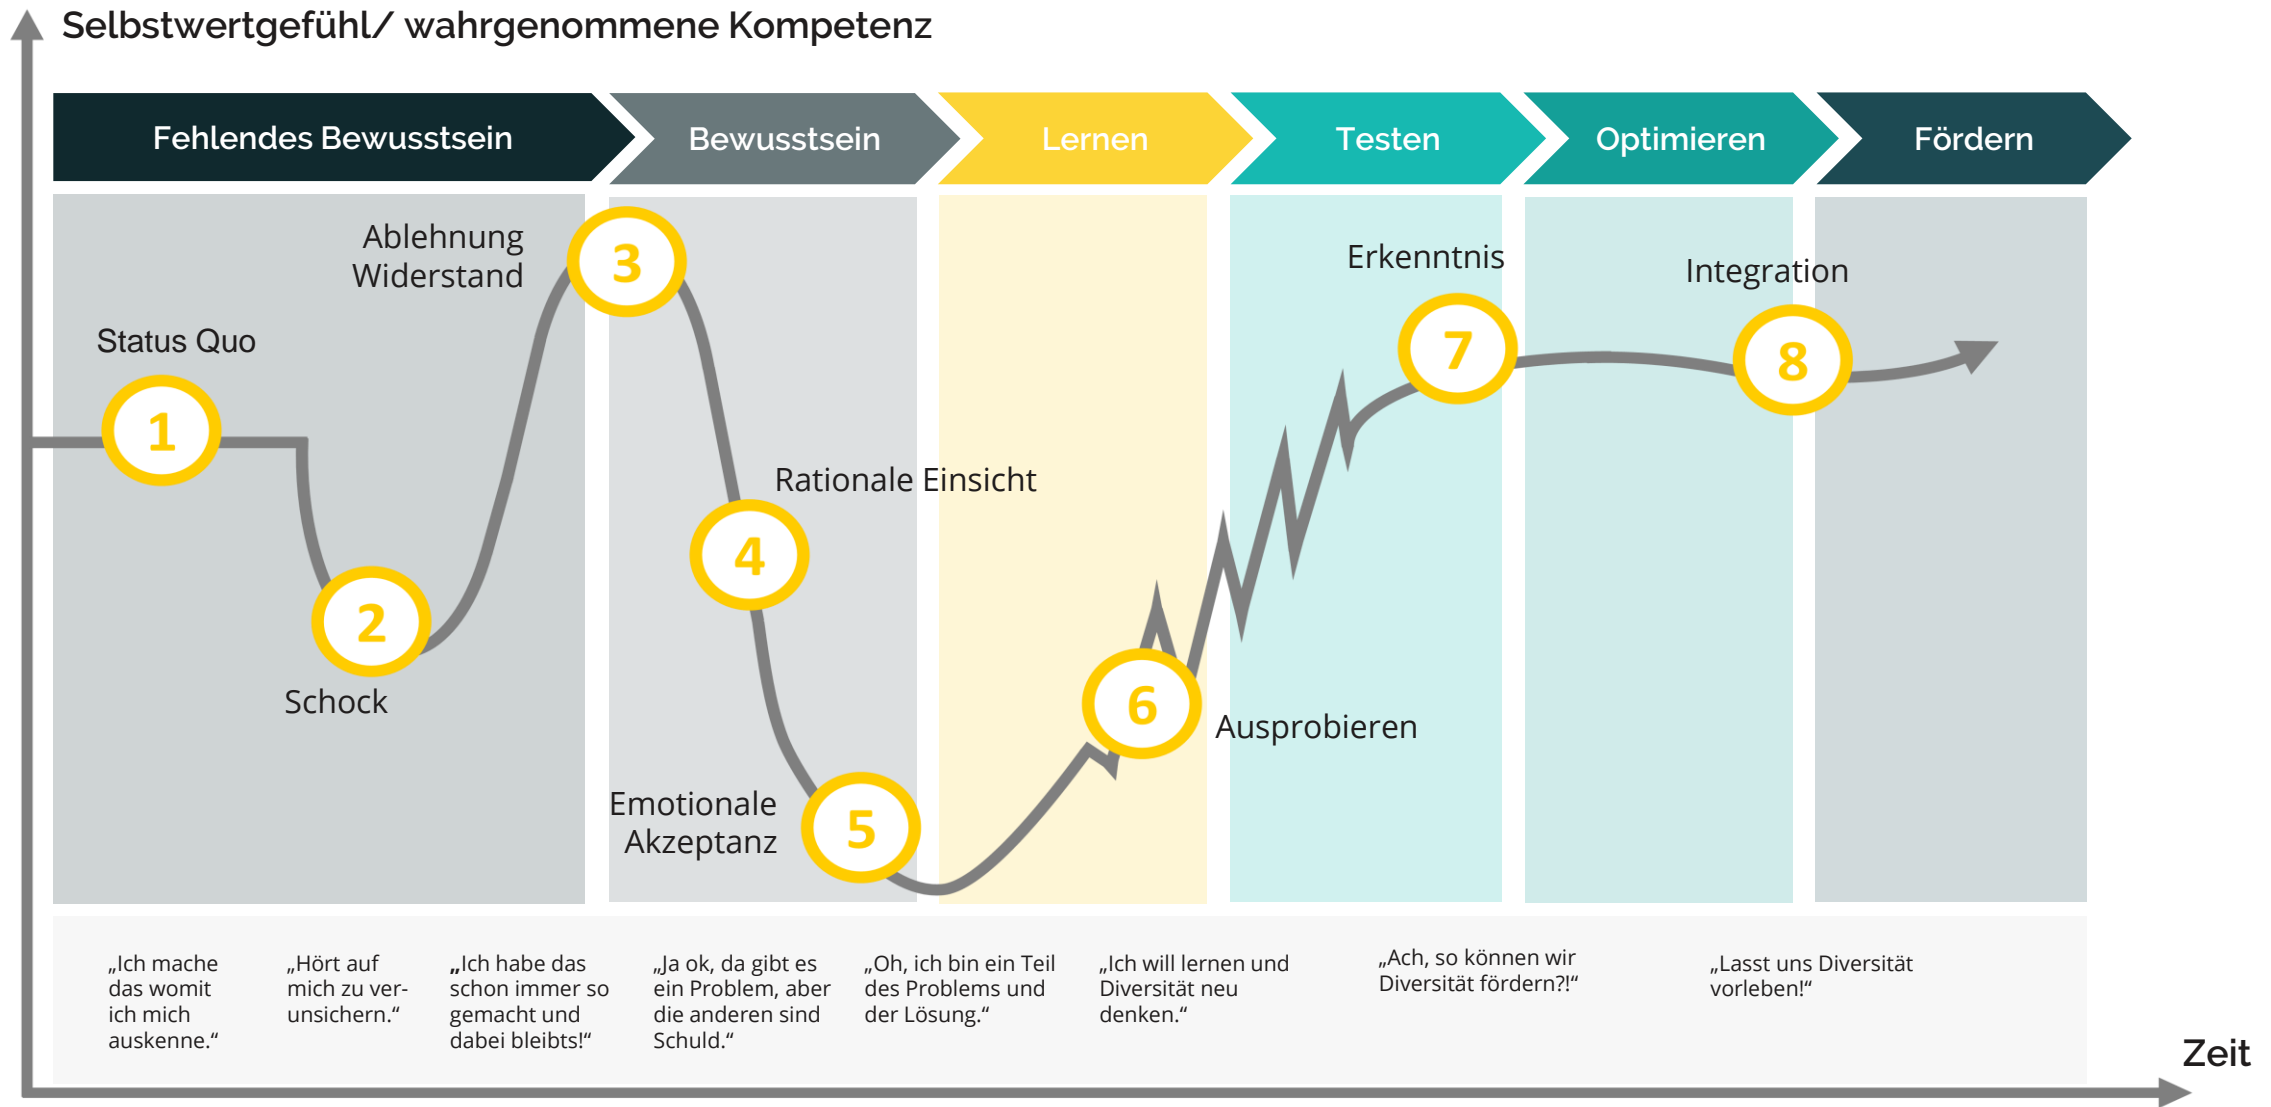 Selbstwertgefühl/ wahrgenommene Kompetenz
Fehlendes Bewusstsein
Bewusstsein
Lernen
Testen
Optimieren
Fördern
Status Quo
1
2
Schock
Ablehnung
Widerstand
3
Rationale Einsicht
4
Emotionale
Akzeptanz
5
6
Ausprobieren
Erkenntnis
7
Integration
8
„Ich mache
das womit
ich mich
auskenne.“
„Hört auf
mich zu ver-
unsichern.“
„Ich habe das
schon immer so
gemacht und
dabei bleibts!“
„Ja ok, da gibt es
ein Problem, aber
die anderen sind
Schuld.“
„Oh, ich bin ein Teil
des Problems und
der Lösung.“
„Ich will lernen und
Diversität neu
denken.“
„Ach, so können wir
Diversität fördern?!“
„Lasst uns Diversität
vorleben!“
Zeit